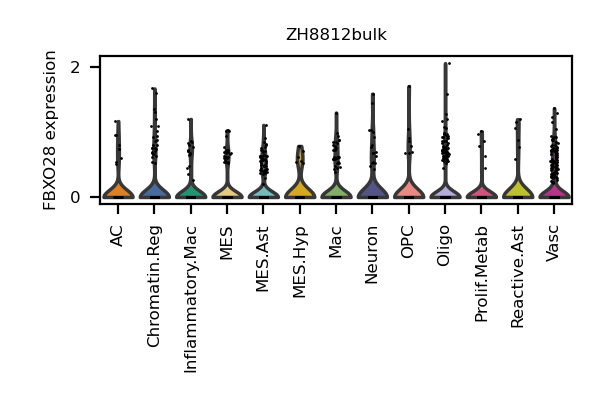 ZH8812bulk
FBXO28 expression
2
0
AC
Chromatin.Reg
Inflammatory.Mac
MES
MES.Ast
MES.Hyp
Mac
Neuron
OPC
Oligo
Prolif.Metab
Reactive.Ast
Vasc